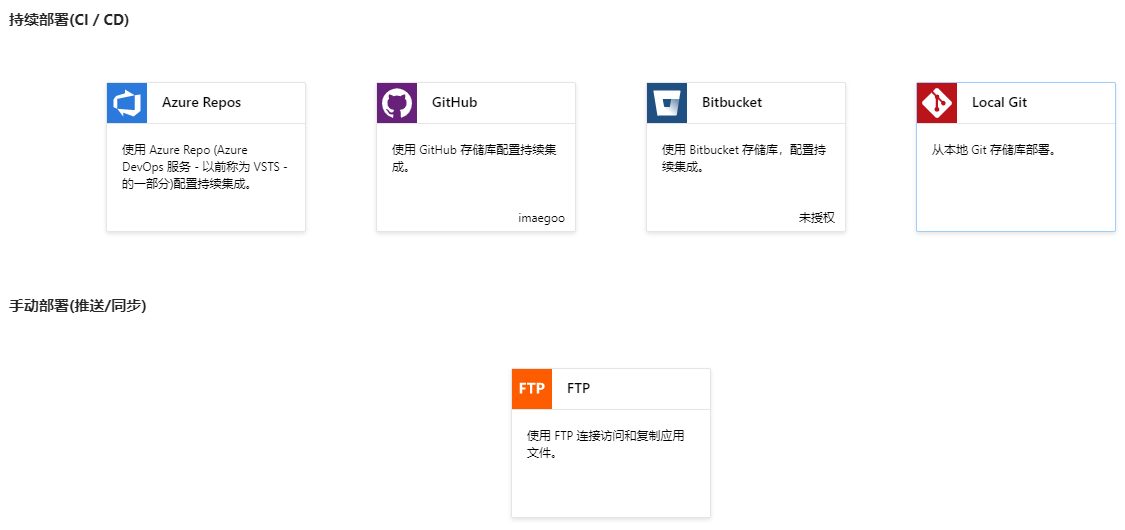 持续部署(CI / CD)
Azure Repos
使用 Azure Repo (Azure
DevOps 服务 - 以前称为 VSTS -
的一部分)配置持续集成。
GitHub
使用 GitHub 存储库配置持续集
成。
imaegoo
Bitbucket
使用 Bitbucket 存储库，配置持
续集成。
未授权
Local Git
从本地 Git 存储库部署。
手动部署(推送/同步)
FTP
FTP
使用 FTP 连接访问和复制应用
文件。